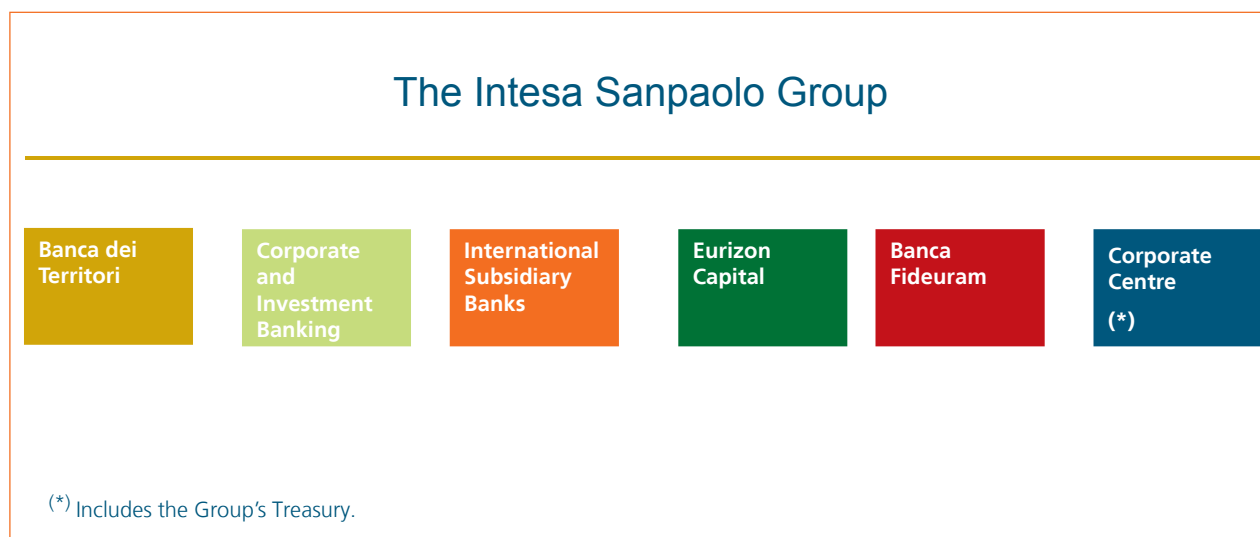 The Intesa Sanpaolo Group
Banca dei
Territori
Corporate
and
Investment
Banking
International
Subsidiary
Banks
Eurizon
Capital
Banca
Fideuram
Corporate
Centre
(*)
(*) Includes the Group’s Treasury.